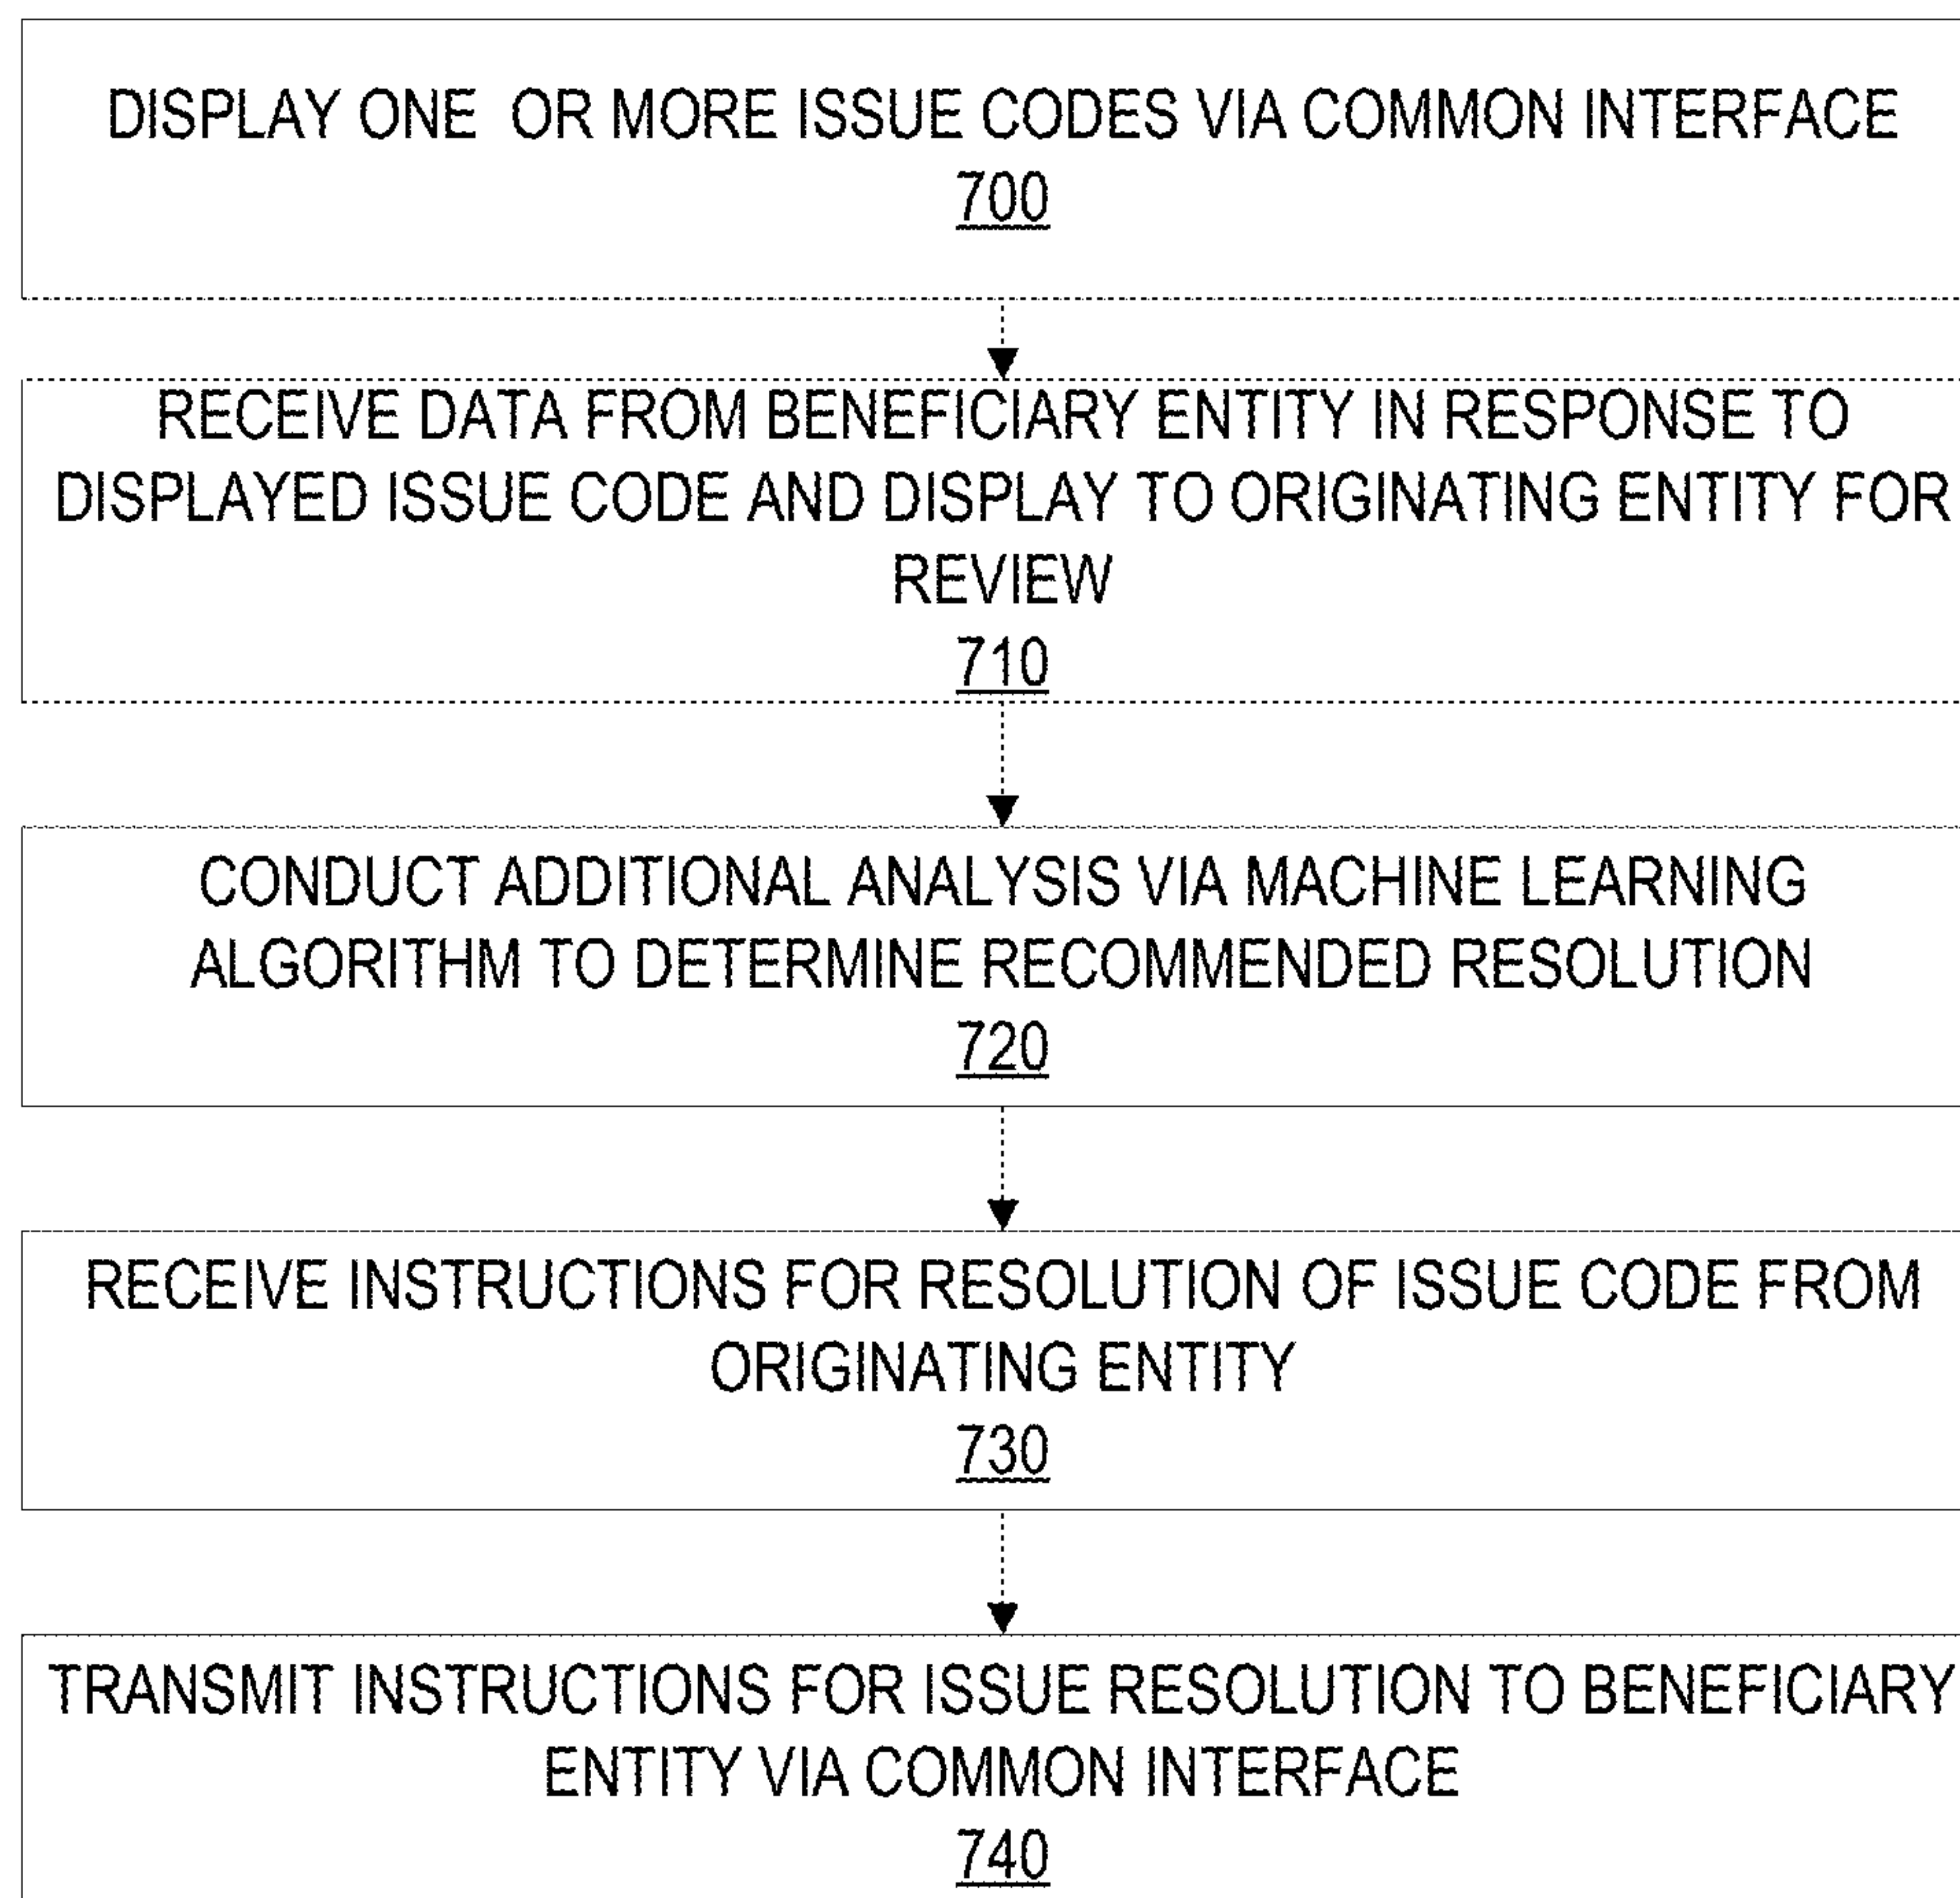 DISPLAY ONE OR MORE ISSUE CODES VIA COMMON INTERFACE
700
RECEIVE DATA FROM BENEFICIARY ENTITY IN RESPONSE TO
DISPLAYED ISSUE CODE AND DISPLAY TO ORIGINATING ENTITY FOR
REVIEW
710
CONDUCT ADDITIONAL ANALYSIS VIA MACHINE LEARNING
ALGORITHM TO DETERMINE RECOMMENDED RESOLUTION
720
RECEIVE INSTRUCTIONS FOR RESOLUTION OF ISSUE CODE FROM
ORIGINATING ENTITY
730
TRANSMIT INSTRUCTIONS FOR ISSUE RESOLUTION TO BENEFICIARY
ENTITY VIA COMMON INTERFACE
740